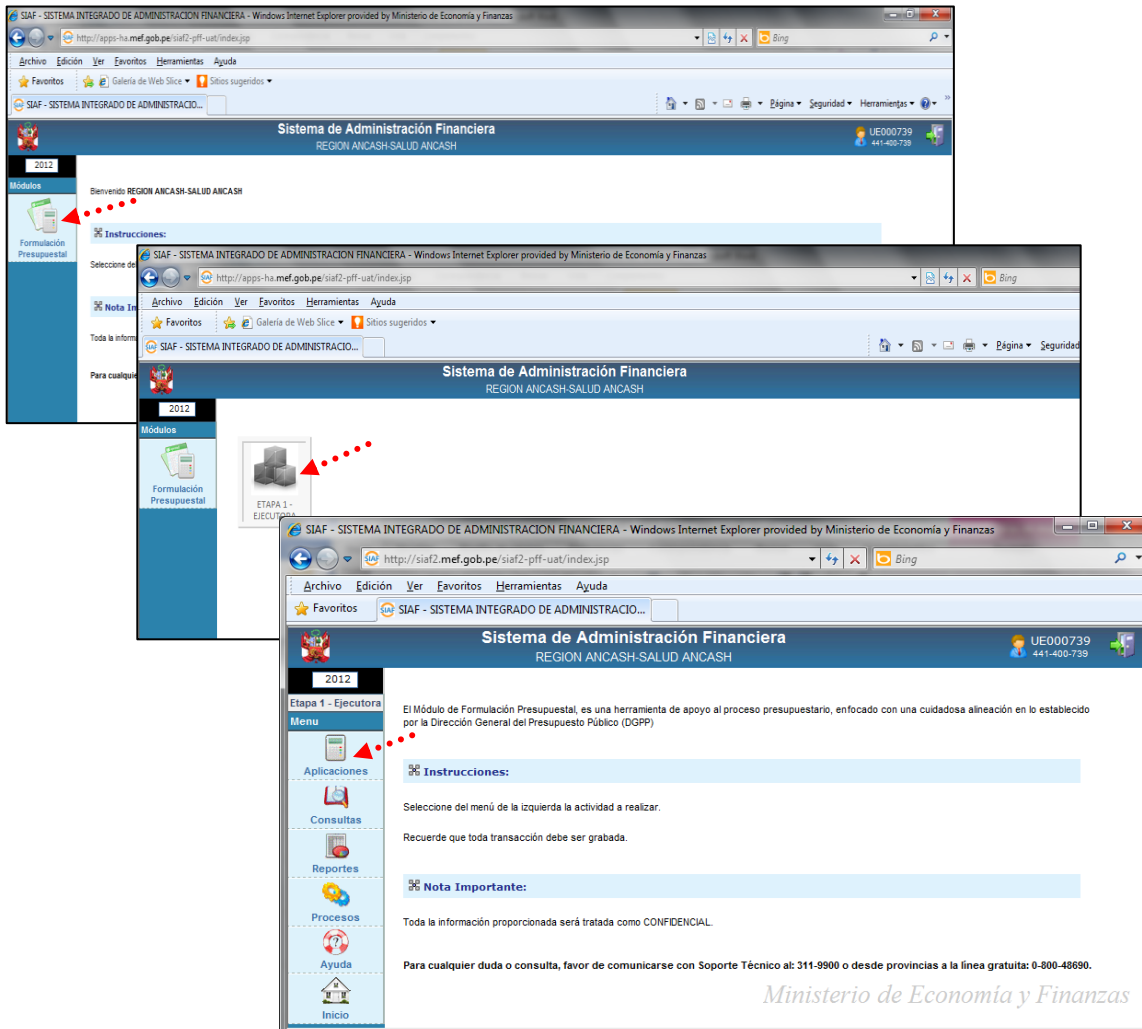 SIAF - SISTEMA INTEGRADO DE ADMINISTRACION FINANCIERA - Windows Internet Explorer provided by Ministerio de Economía y Finanzas
http://apps-ha.mef.gob.pe/siaf2-pff-uat/index.jsp
Bing
Archivo Edición Ver Favoritos Herramientas Ayuda
Favoritos Galería de Web Slice Sitios sugeridos
SIAF - SISTEMA INTEGRADO DE ADMINISTRACIO... Página Seguridad Herramientas
Sistema de Administración Financiera
REGION ANCASH-SALUD ANCASH
UE000739
441-400-739
2012
Módulos
Bienvenido REGION ANCASH-SALUD ANCASH
Instrucciones:
Formulación
Presupuestal
Seleccione del
Nota Im
Toda la inform
Para cualquie
SIAF - SISTEMA INTEGRADO DE ADMINISTRACION FINANCIERA - Windows Internet Explorer provided by Ministerio de Economía y Finanzas
http://apps-ha.mef.gob.pe/siaf2-pff-uat/index.jsp
Bing
Archivo Edición Ver Favoritos Herramientas Ayuda
Favoritos Galería de Web Slice Sitios sugeridos
SIAF - SISTEMA INTEGRADO DE ADMINISTRACIO... Página Seguridad
Sistema de Administración Financiera
REGION ANCASH-SALUD ANCASH
2012
Módulos
Formulación
Presupuestal
ETAPA 1 -
EJECUTORA
SIAF - SISTEMA INTEGRADO DE ADMINISTRACION FINANCIERA - Windows Internet Explorer provided by Ministerio de Economía y Finanzas
http://siaf2.mef.gob.pe/siaf2-pff-uat/index.jsp
Bing
Archivo Edición Ver Favoritos Herramientas Ayuda
Favoritos SIAF - SISTEMA INTEGRADO DE ADMINISTRACIO...
Sistema de Administración Financiera
REGION ANCASH-SALUD ANCASH
UE000739
441-400-739
2012
Etapa 1 - Ejecutora
Menu
El Módulo de Formulación Presupuestal, es una herramienta de apoyo al proceso presupuestario, enfocado con una cuidadosa alineación en lo establecido
por la Dirección General del Presupuesto Público (DGPP)
Aplicaciones
Instrucciones:
Seleccione del menú de la izquierda la actividad a realizar.
Consultas
Recuerde que toda transacción debe ser grabada.
Reportes
Nota Importante:
Procesos
Toda la información proporcionada será tratada como CONFIDENCIAL.
Ayuda
Para cualquier duda o consulta, favor de comunicarse con Soporte Técnico al: 311-9900 o desde provincias a la línea gratuita: 0-800-48690.
Ministerio de Economía y Finanzas
Inicio